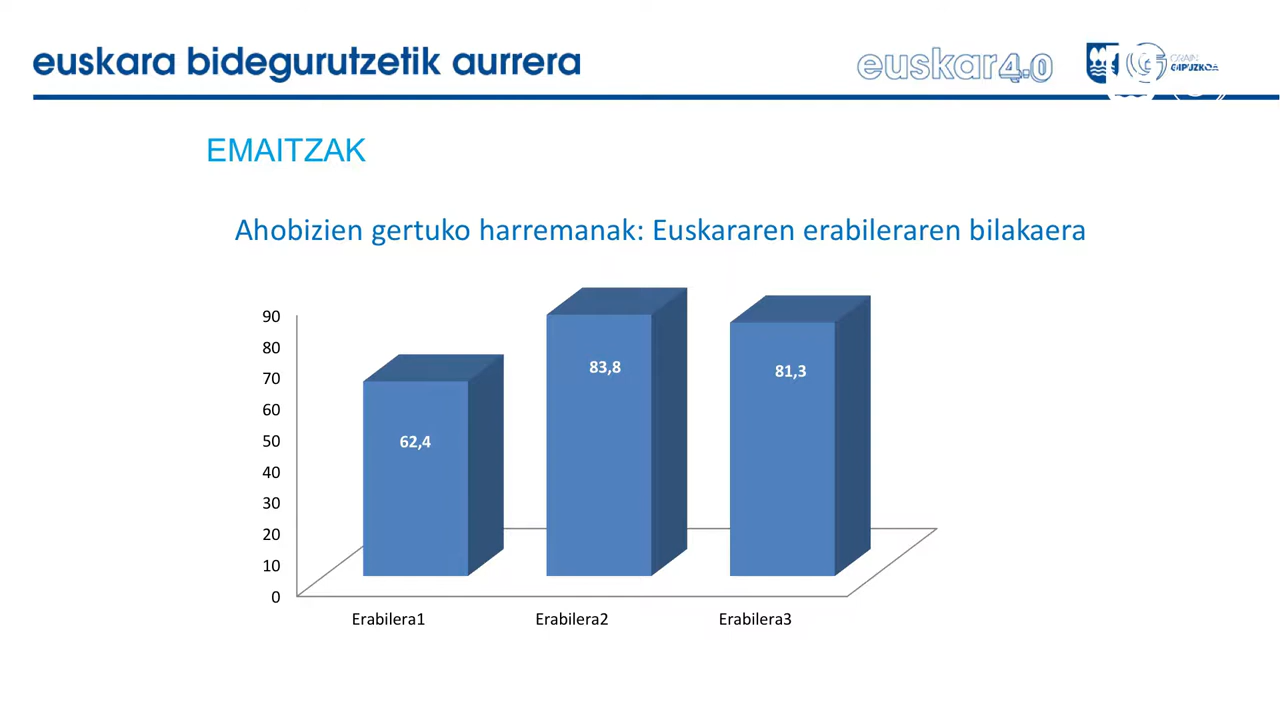 euskara bidegurutzetik aurrera
euskar4.0
GIPUZKOA
EMAITZAK
Ahobizien gertuko harremanak: Euskararen erabileraren bilakaera
90
80
70
60
50
40
30
20
10
0
62,4
83,8
81,3
Erabilera1
Erabilera2
Erabilera3